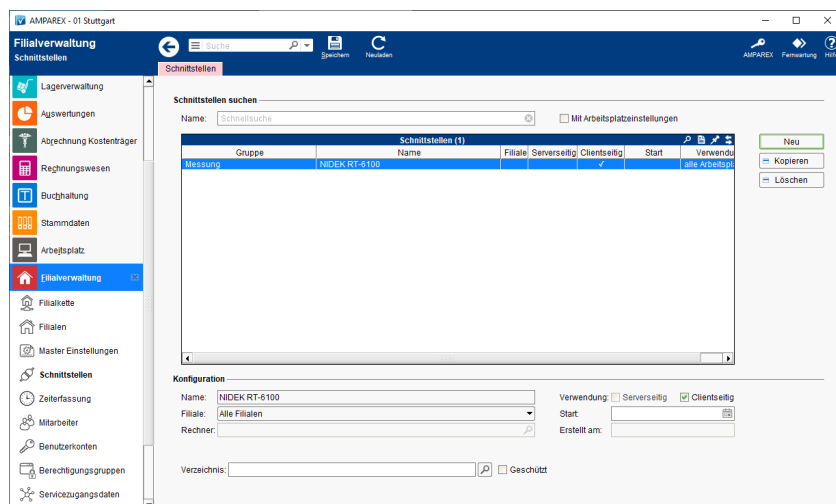 AMPAREX - 01 Stuttgart
Filialverwaltung
Schnittstellen
Suche
Speichern
Neuladen
AMPAREX
Fernwartung
Hilfe
Schnittstellen
Lagerverwaltung
Auswertungen
Abrechnung Kostenträger
Rechnungswesen
Buchhaltung
Stammdaten
Arbeitsplatz
Filialverwaltung
Filialkette
Filialen
Master Einstellungen
Schnittstellen
Zeiterfassung
Mitarbeiter
Benutzerkonten
Berechtigungsgruppen
Servicezugangsdaten
Schnittstellen suchen
Name: Schnellsuche Mit Arbeitsplatzeinstellungen
Schnittstellen (1)
Gruppe Name Filiale Serverseitig Clientseitig Start Verwendu
Messung NIDEK RT-6100 ✓ alle Arbeitspl
Neu
Kopieren
Löschen
Konfiguration
Name: NIDEK RT-6100 Verwendung: Serverseitig Clientseitig
Filiale: Alle Filialen Start:
Rechner: Erstellt am:
Verzeichnis: Geschützt